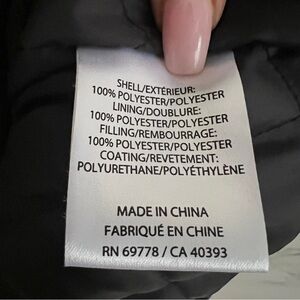 SHELL/EXTÉRIEUR:
100% POLYESTER/POLYESTER
LINING/DOUBLURE:
100% POLYESTER/POLYESTER
FILLING/REMBOURRAGE:
100% POLYESTER/POLYESTER
COATING/REVETEMENT:
POLYURETHANE/POLYÉTHYLÈNE
MADE IN CHINA
FABRIQUÉ EN CHINE
RN 69778 / CA 40393